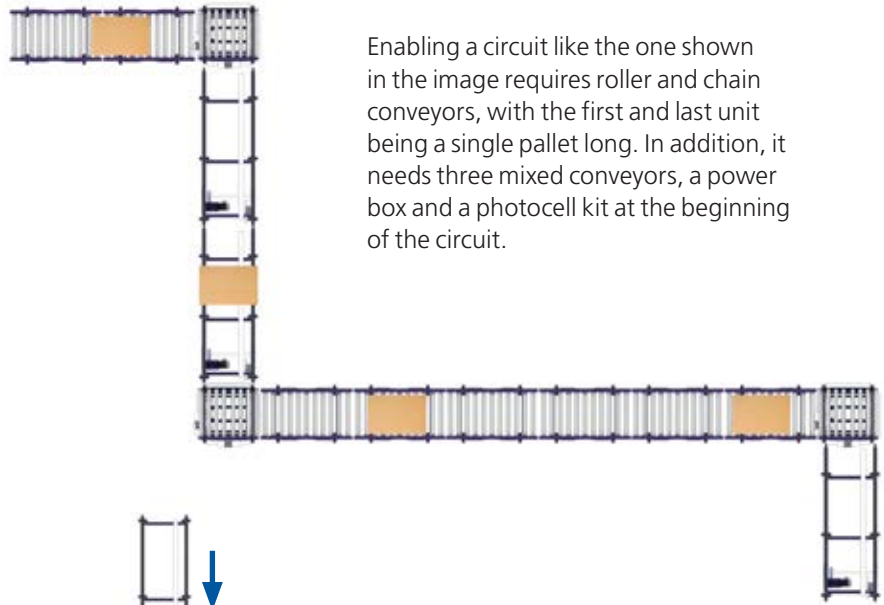 Enabling a circuit like the one shown
in the image requires roller and chain
conveyors, with the first and last unit
being a single pallet long. In addition, it
needs three mixed conveyors, a power
box and a photocell kit at the beginning
of the circuit.